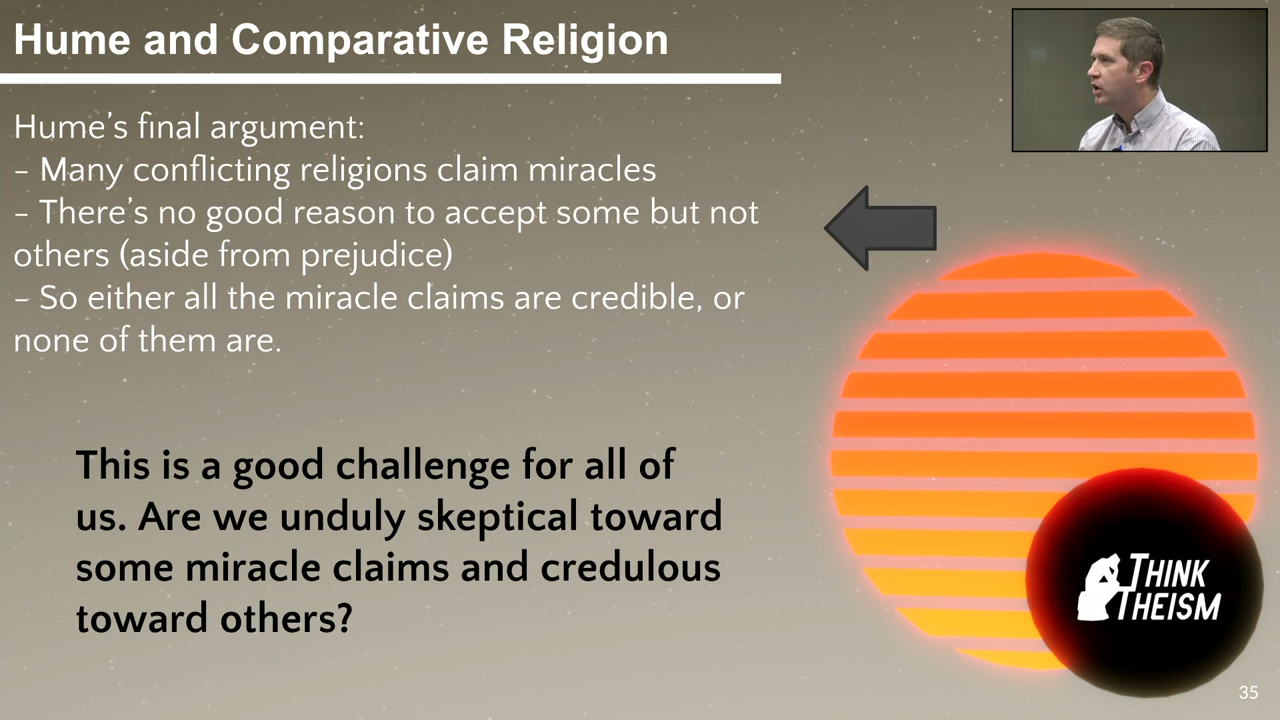 Hume and Comparative Religion
Hume's final argument:
– Many conflicting religions claim miracles
– There's no good reason to accept some but not
others (aside from prejudice)
– So either all the miracle claims are credible, or
none of them are.
This is a good challenge for all of
us. Are we unduly skeptical toward
some miracle claims and credulous
toward others?
THINK
THEISM
35